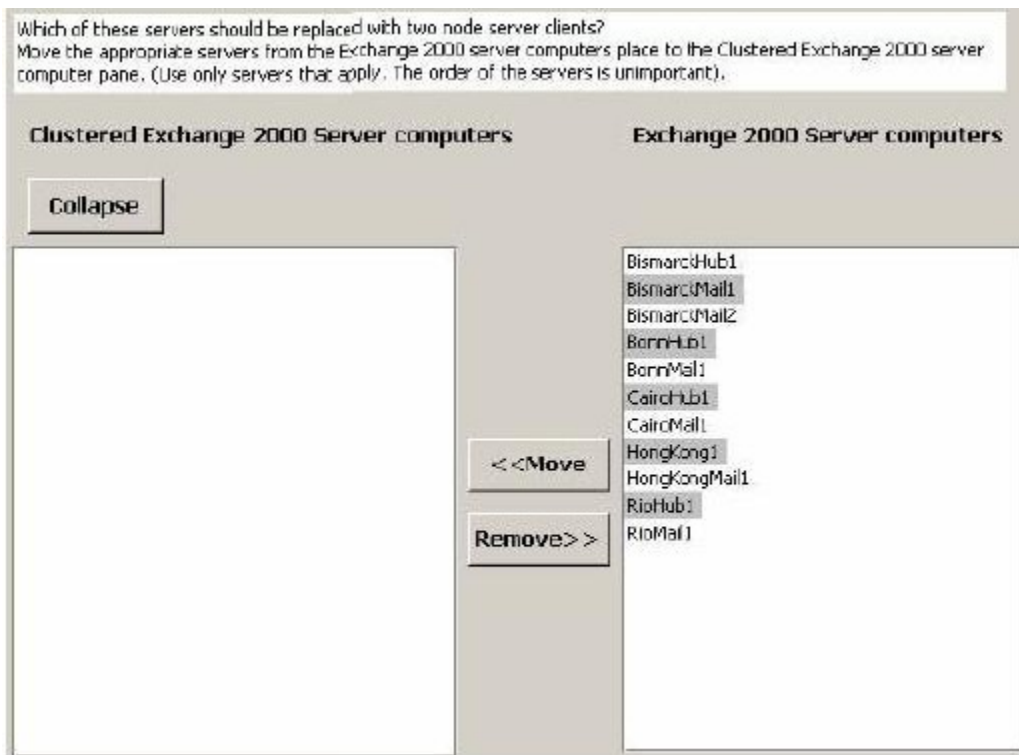 Which of these servers should be replaced with two node server clients?
Move the appropriate servers from the Exchange 2000 server computers place to the Clustered Exchange 2000 server
computer pane. (Use only servers that apply. The order of the servers is unimportant).
Clustered Exchange 2000 Server computers
Exchange 2000 Server computers
Collapse
BismarckHub1
BismarckMail1
BismarckMail2
BonnHub1
BonnMail1
CairoHub1
CairoMail1
HongKong1
HongKongMail1
RioHub1
RioMail1
<<Move
Remove>>